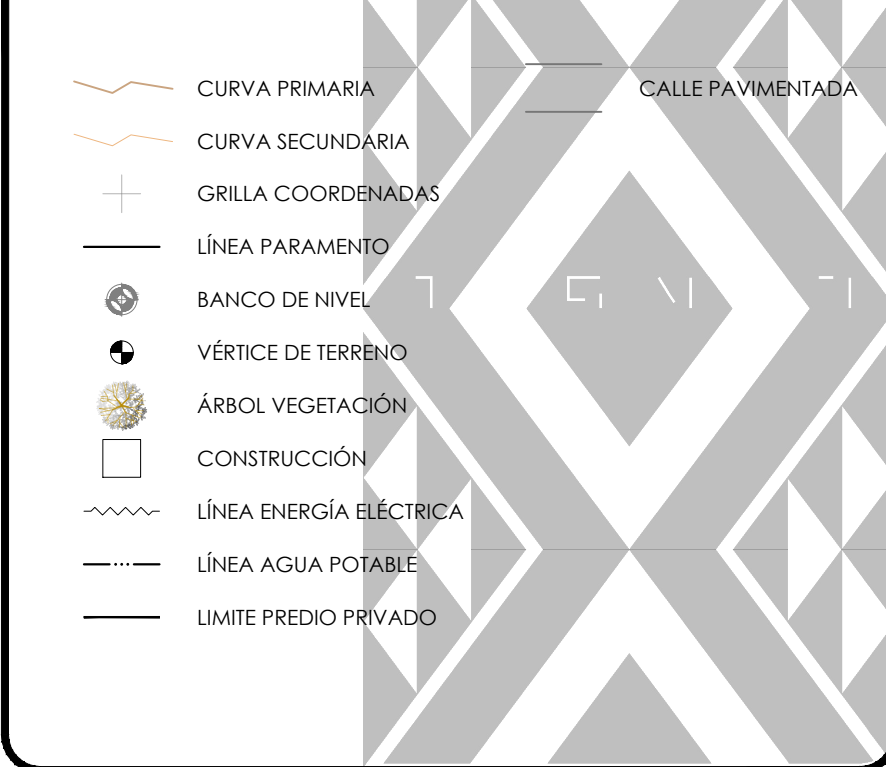 CURVA PRIMARIA
CURVA SECUNDARIA
GRILLA COORDENADAS
LÍNEA PARAMENTO
BANCO DE NIVEL
VÉRTICE DE TERRENO
ÁRBOL VEGETACIÓN
CONSTRUCCIÓN
LÍNEA ENERGÍA ELÉCTRICA
LÍNEA AGUA POTABLE
LIMITE PREDIO PRIVADO
CALLE PAVIMENTADA